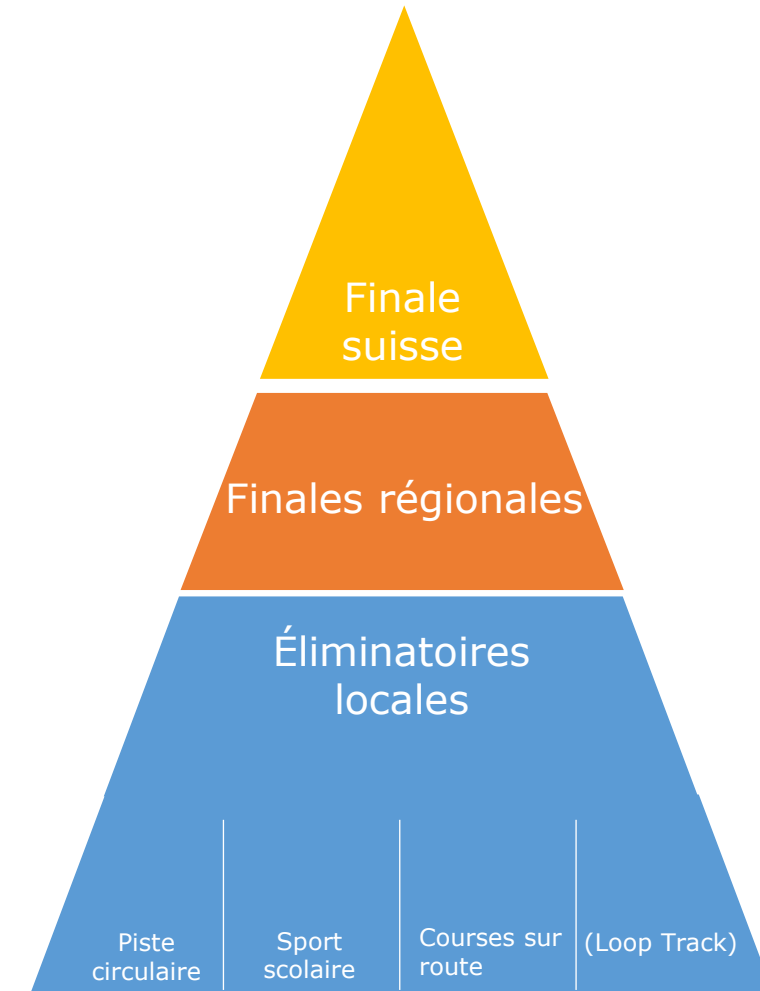 Finale
suisse
Finales régionales
Éliminatoires
locales
Piste
circulaire
Sport
scolaire
Courses sur
route
(Loop Track)